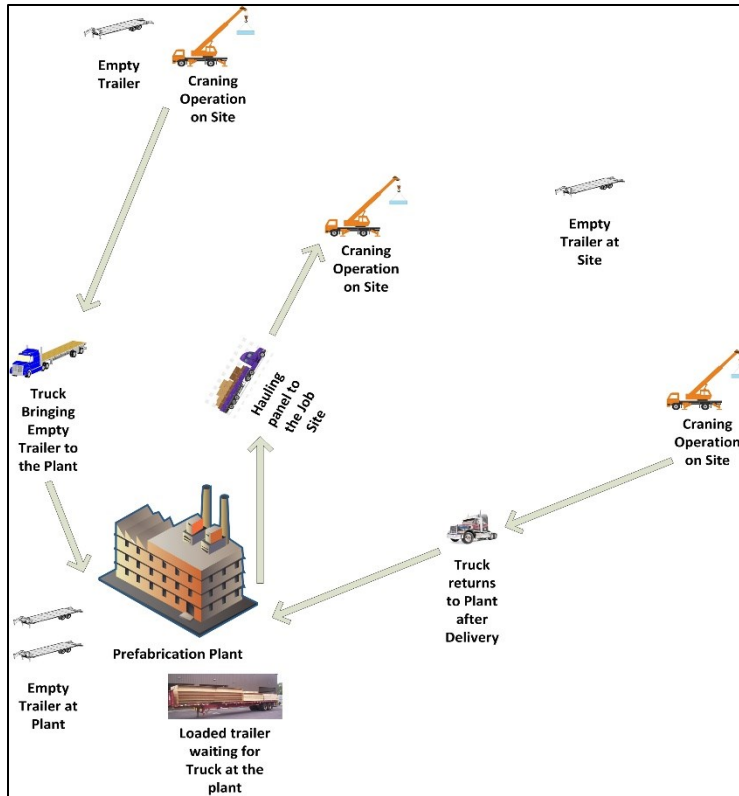 Empty
Trailer
Craning
Operation
on Site
Craning
Operation
on Site
Empty
Trailer at
Site
Truck
Bringing
Empty
Trailer to
the Plant
Hauling
panel to
the Job
Site
Craning
Operation
on Site
Truck
returns
to Plant
after
Delivery
Prefabrication Plant
Empty
Trailer at
Plant
Loaded trailer
waiting for
Truck at the
plant